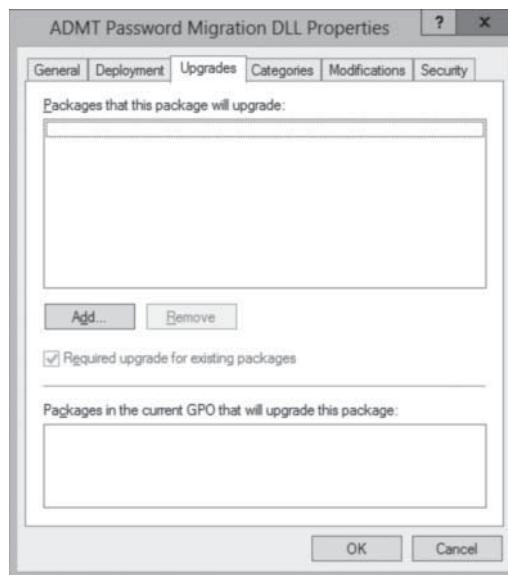 ADMT Password Migration DLL Properties ? x
General Deployment Upgrades Categories Modifications Security
Packages that this package will upgrade:
Add... Remove
Required upgrade for existing packages
Packages in the current GPO that will upgrade this package:
OK Cancel